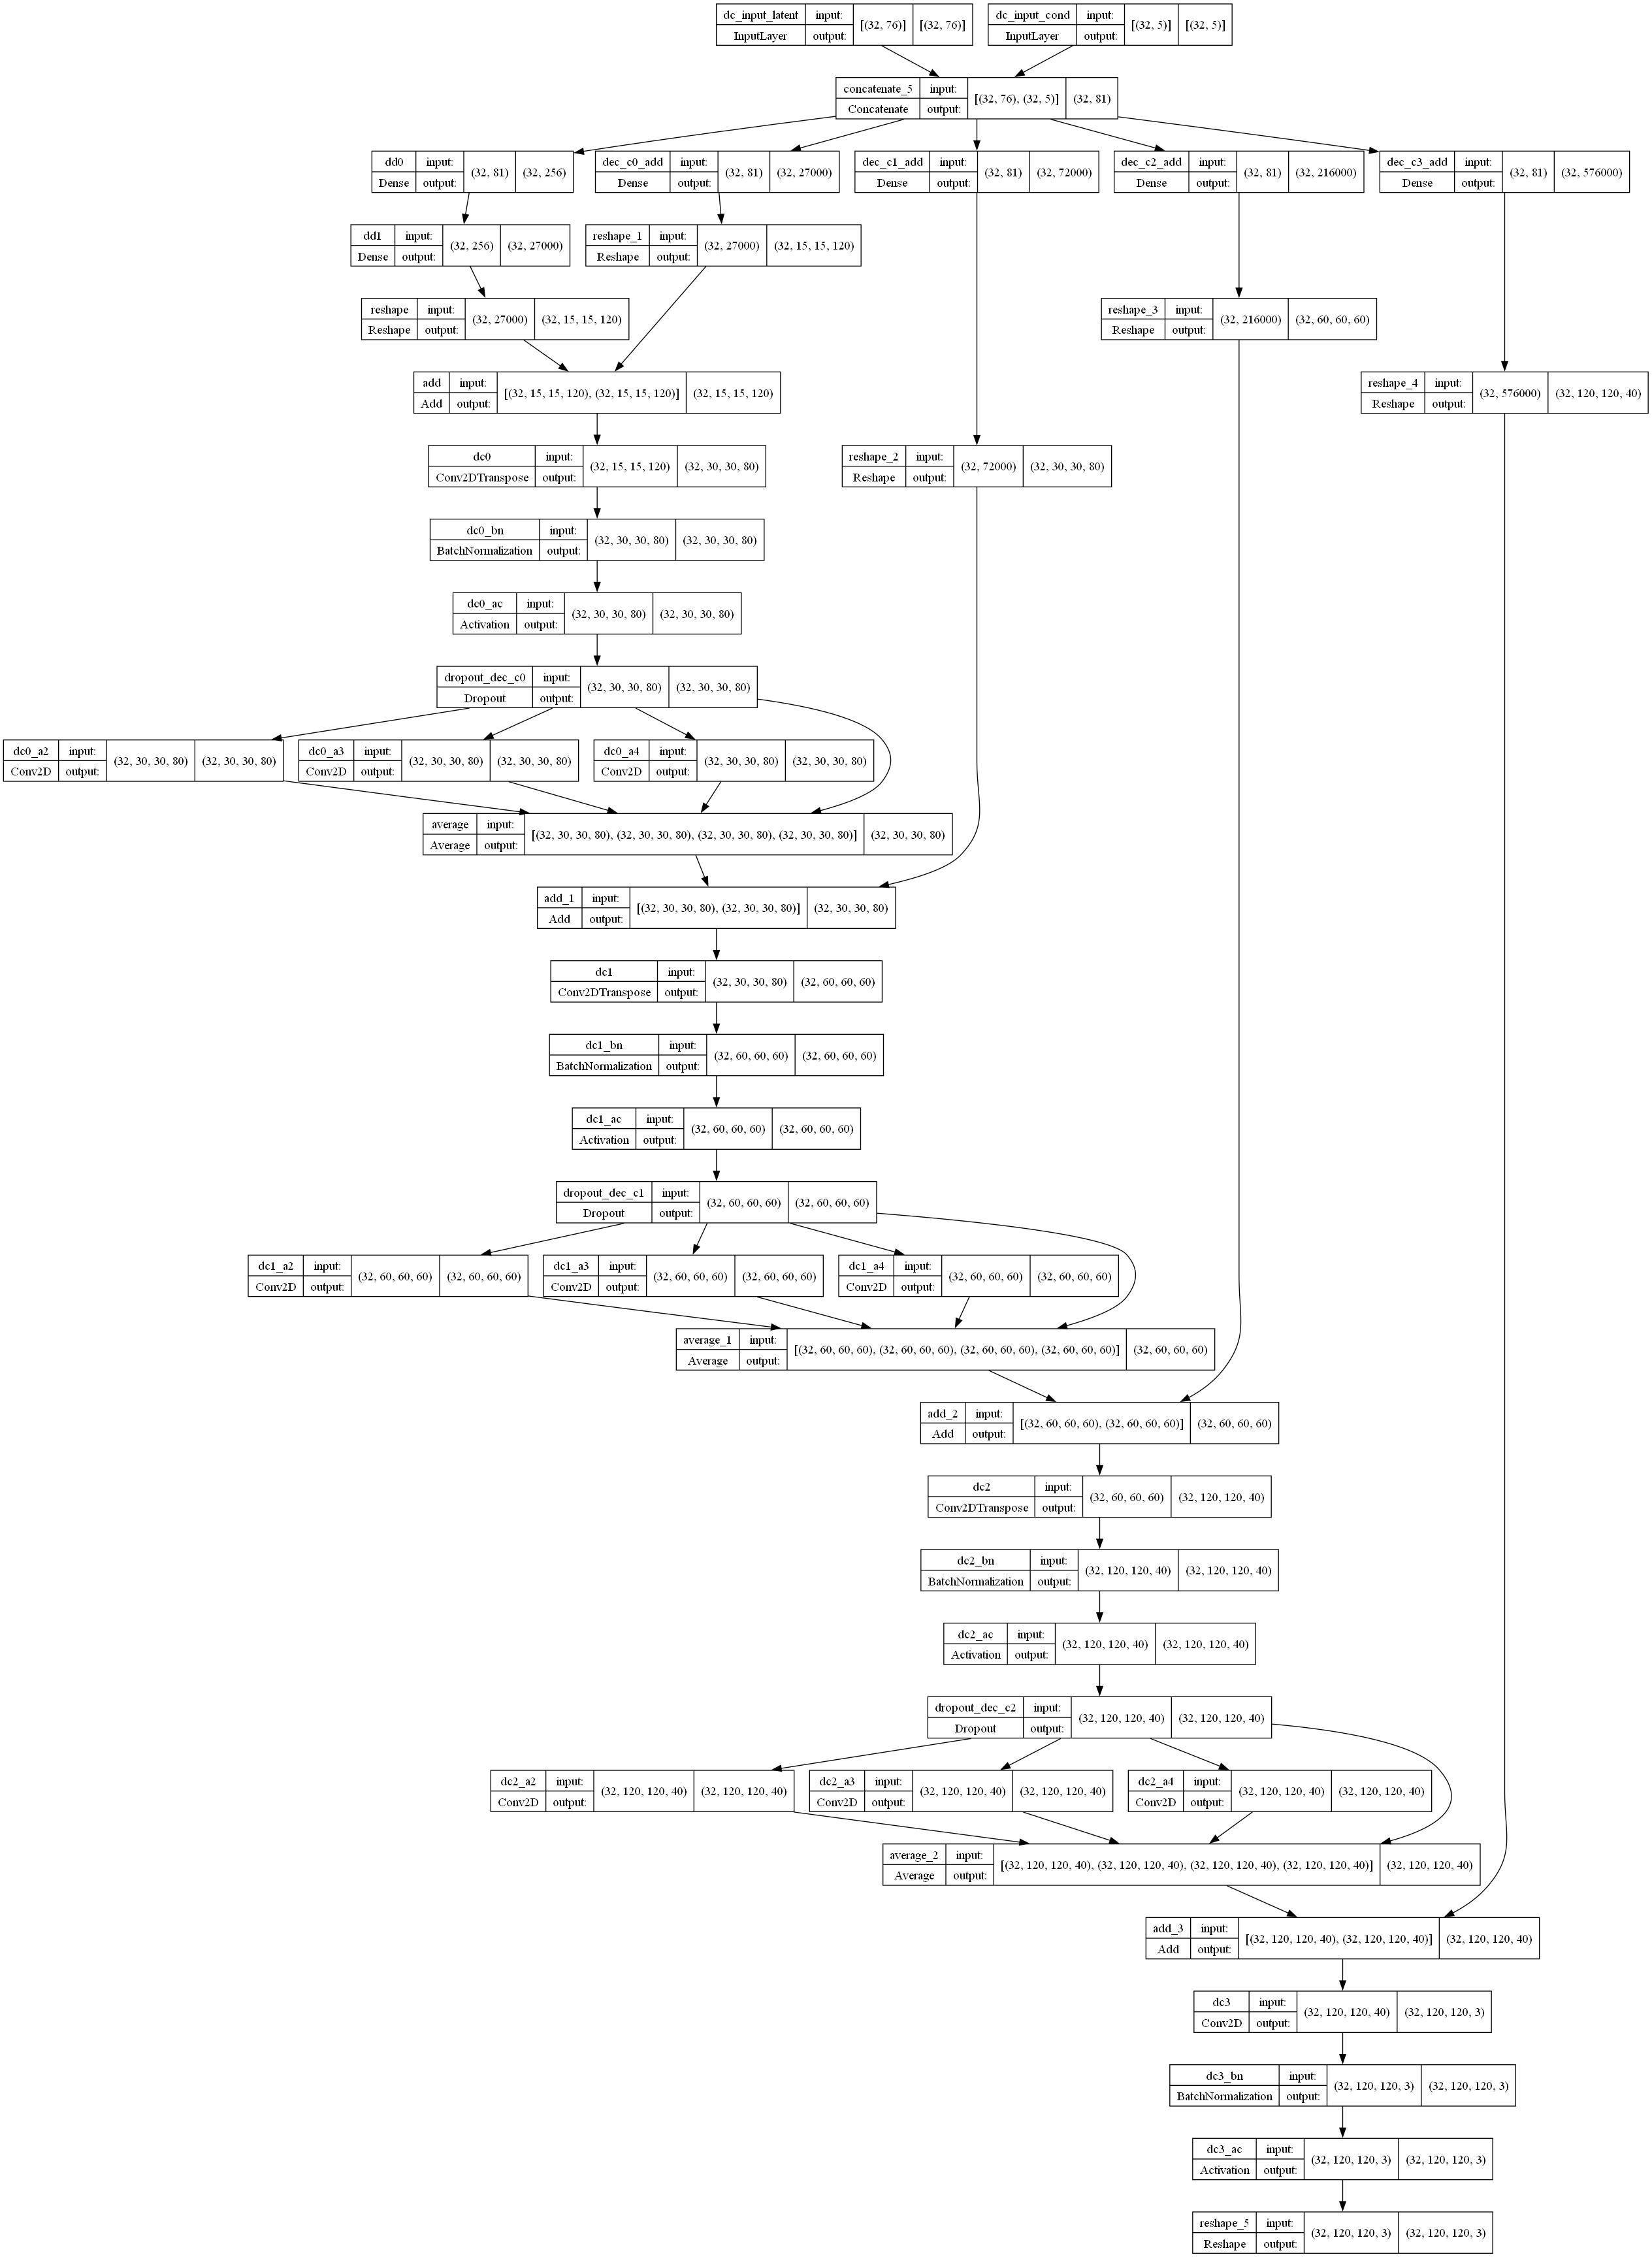 dc_input_latent input: [(32, 76)] [(32, 76)]
InputLayer output:
dc_input_cond input: [(32, 5)] [(32, 5)]
InputLayer output:
concatenate_5 input: [(32, 76), (32, 5)] (32, 81)
Concatenate output:
dd0 input: (32, 81) (32, 256)
Dense output:
dec_c0_add input: (32, 81) (32, 27000)
Dense output:
dec_c1_add input: (32, 81) (32, 72000)
Dense output:
dec_c2_add input: (32, 81) (32, 216000)
Dense output:
dec_c3_add input: (32, 81) (32, 576000)
Dense output:
dd1 input: (32, 256) (32, 27000)
Dense output:
reshape_1 input: (32, 27000) (32, 15, 15, 120)
Reshape output:
reshape input: (32, 27000) (32, 15, 15, 120)
Reshape output:
reshape_3 input: (32, 216000) (32, 60, 60, 60)
Reshape output:
add input: [(32, 15, 15, 120), (32, 15, 15, 120)] (32, 15, 15, 120)
Add output:
reshape_4 input: (32, 576000) (32, 120, 120, 40)
Reshape output:
dc0 input: (32, 15, 15, 120) (32, 30, 30, 80)
Conv2DTranspose output:
reshape_2 input: (32, 72000) (32, 30, 30, 80)
Reshape output:
dc0_bn input: (32, 30, 30, 80) (32, 30, 30, 80)
BatchNormalization output:
dc0_ac input: (32, 30, 30, 80) (32, 30, 30, 80)
Activation output:
dropout_dec_c0 input: (32, 30, 30, 80) (32, 30, 30, 80)
Dropout output:
dc0_a2 input: (32, 30, 30, 80) (32, 30, 30, 80)
Conv2D output:
dc0_a3 input: (32, 30, 30, 80) (32, 30, 30, 80)
Conv2D output:
dc0_a4 input: (32, 30, 30, 80) (32, 30, 30, 80)
Conv2D output:
average input: [(32, 30, 30, 80), (32, 30, 30, 80), (32, 30, 30, 80), (32, 30, 30, 80)] (32, 30, 30, 80)
Average output:
add_1 input: [(32, 30, 30, 80), (32, 30, 30, 80)] (32, 30, 30, 80)
Add output:
dc1 input: (32, 30, 30, 80) (32, 60, 60, 60)
Conv2DTranspose output:
dc1_bn input: (32, 60, 60, 60) (32, 60, 60, 60)
BatchNormalization output:
dc1_ac input: (32, 60, 60, 60) (32, 60, 60, 60)
Activation output:
dropout_dec_c1 input: (32, 60, 60, 60) (32, 60, 60, 60)
Dropout output:
dc1_a2 input: (32, 60, 60, 60) (32, 60, 60, 60)
Conv2D output:
dc1_a3 input: (32, 60, 60, 60) (32, 60, 60, 60)
Conv2D output:
dc1_a4 input: (32, 60, 60, 60) (32, 60, 60, 60)
Conv2D output:
average_1 input: [(32, 60, 60, 60), (32, 60, 60, 60), (32, 60, 60, 60), (32, 60, 60, 60)] (32, 60, 60, 60)
Average output:
add_2 input: [(32, 60, 60, 60), (32, 60, 60, 60)] (32, 60, 60, 60)
Add output:
dc2 input: (32, 60, 60, 60) (32, 120, 120, 40)
Conv2DTranspose output:
dc2_bn input: (32, 120, 120, 40) (32, 120, 120, 40)
BatchNormalization output:
dc2_ac input: (32, 120, 120, 40) (32, 120, 120, 40)
Activation output:
dropout_dec_c2 input: (32, 120, 120, 40) (32, 120, 120, 40)
Dropout output:
dc2_a2 input: (32, 120, 120, 40) (32, 120, 120, 40)
Conv2D output:
dc2_a3 input: (32, 120, 120, 40) (32, 120, 120, 40)
Conv2D output:
dc2_a4 input: (32, 120, 120, 40) (32, 120, 120, 40)
Conv2D output:
average_2 input: [(32, 120, 120, 40), (32, 120, 120, 40), (32, 120, 120, 40), (32, 120, 120, 40)] (32, 120, 120, 40)
Average output:
add_3 input: [(32, 120, 120, 40), (32, 120, 120, 40)] (32, 120, 120, 40)
Add output:
dc3 input: (32, 120, 120, 40) (32, 120, 120, 3)
Conv2D output:
dc3_bn input: (32, 120, 120, 3) (32, 120, 120, 3)
BatchNormalization output:
dc3_ac input: (32, 120, 120, 3) (32, 120, 120, 3)
Activation output:
reshape_5 input: (32, 120, 120, 3) (32, 120, 120, 3)
Reshape output: